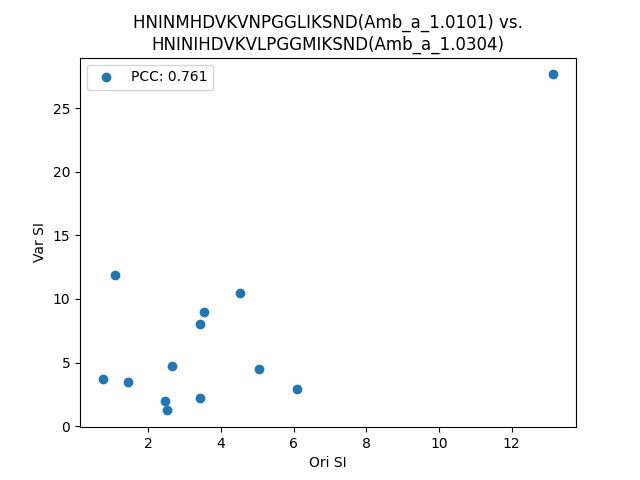 HNINMHDVKVNPGGLIKSND(Amb_a_1.0101) vs.
HNINIHDVKVLPGGMIKSND(Amb_a_1.0304)
PCC: 0.761
25
20
15
10
5
0
Var SI
2
4
6
8
10
12
Ori SI